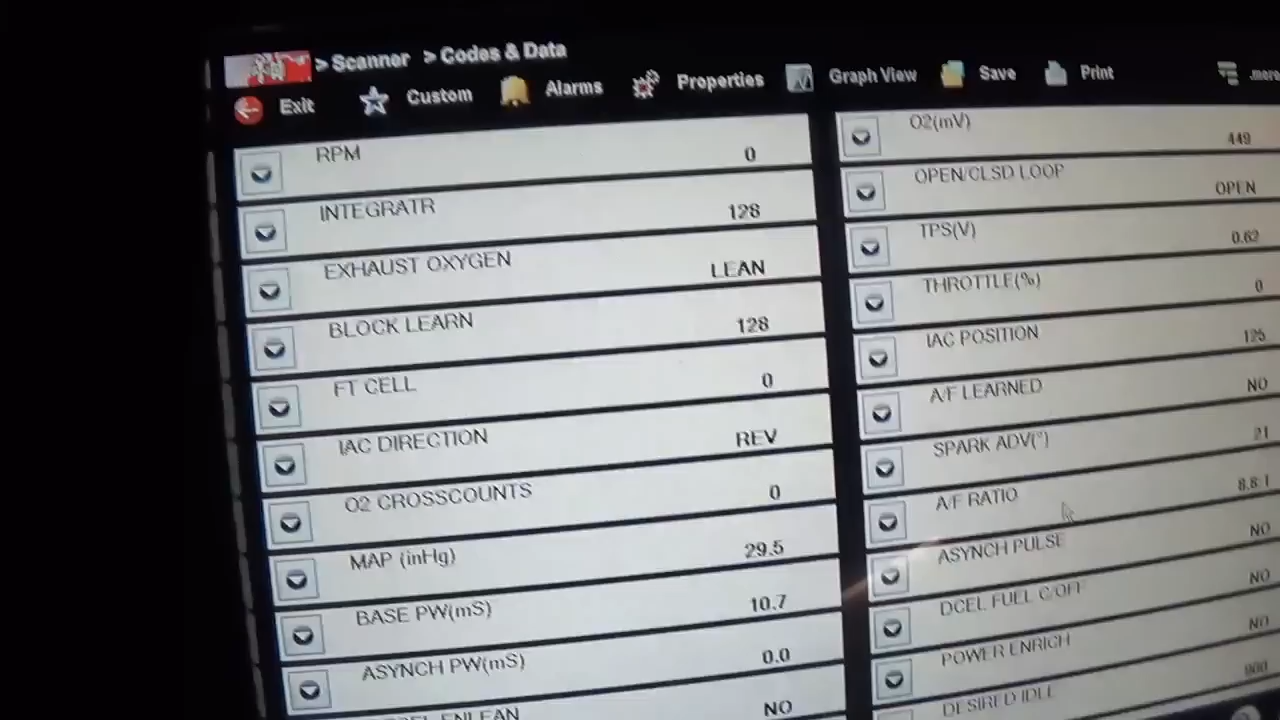 > Scanner > Codes & Data
Exit Custom Alarms Properties Graph View Save Print
RPM 0
INTEGRATR 128
EXHAUST OXYGEN LEAN
BLOCK LEARN 128
FT CELL 0
IAC DIRECTION REV
O2 CROSSCOUNTS 0
MAP (inHg) 29.5
BASE PW(mS) 10.7
ASYNCH PW(mS) 0.0
ENLEAN NO
O2(mV) 449
OPEN/CLSD LOOP OPEN
TPS(V) 0.62
THROTTLE(%) 0
IAC POSITION 125
A/F LEARNED NO
SPARK ADV(°) 21
A/F RATIO 8.8:1
ASYNCH PULSE NO
DCEL FUEL C/OFF NO
POWER ENRICH NO
DESIRED IDLE 900